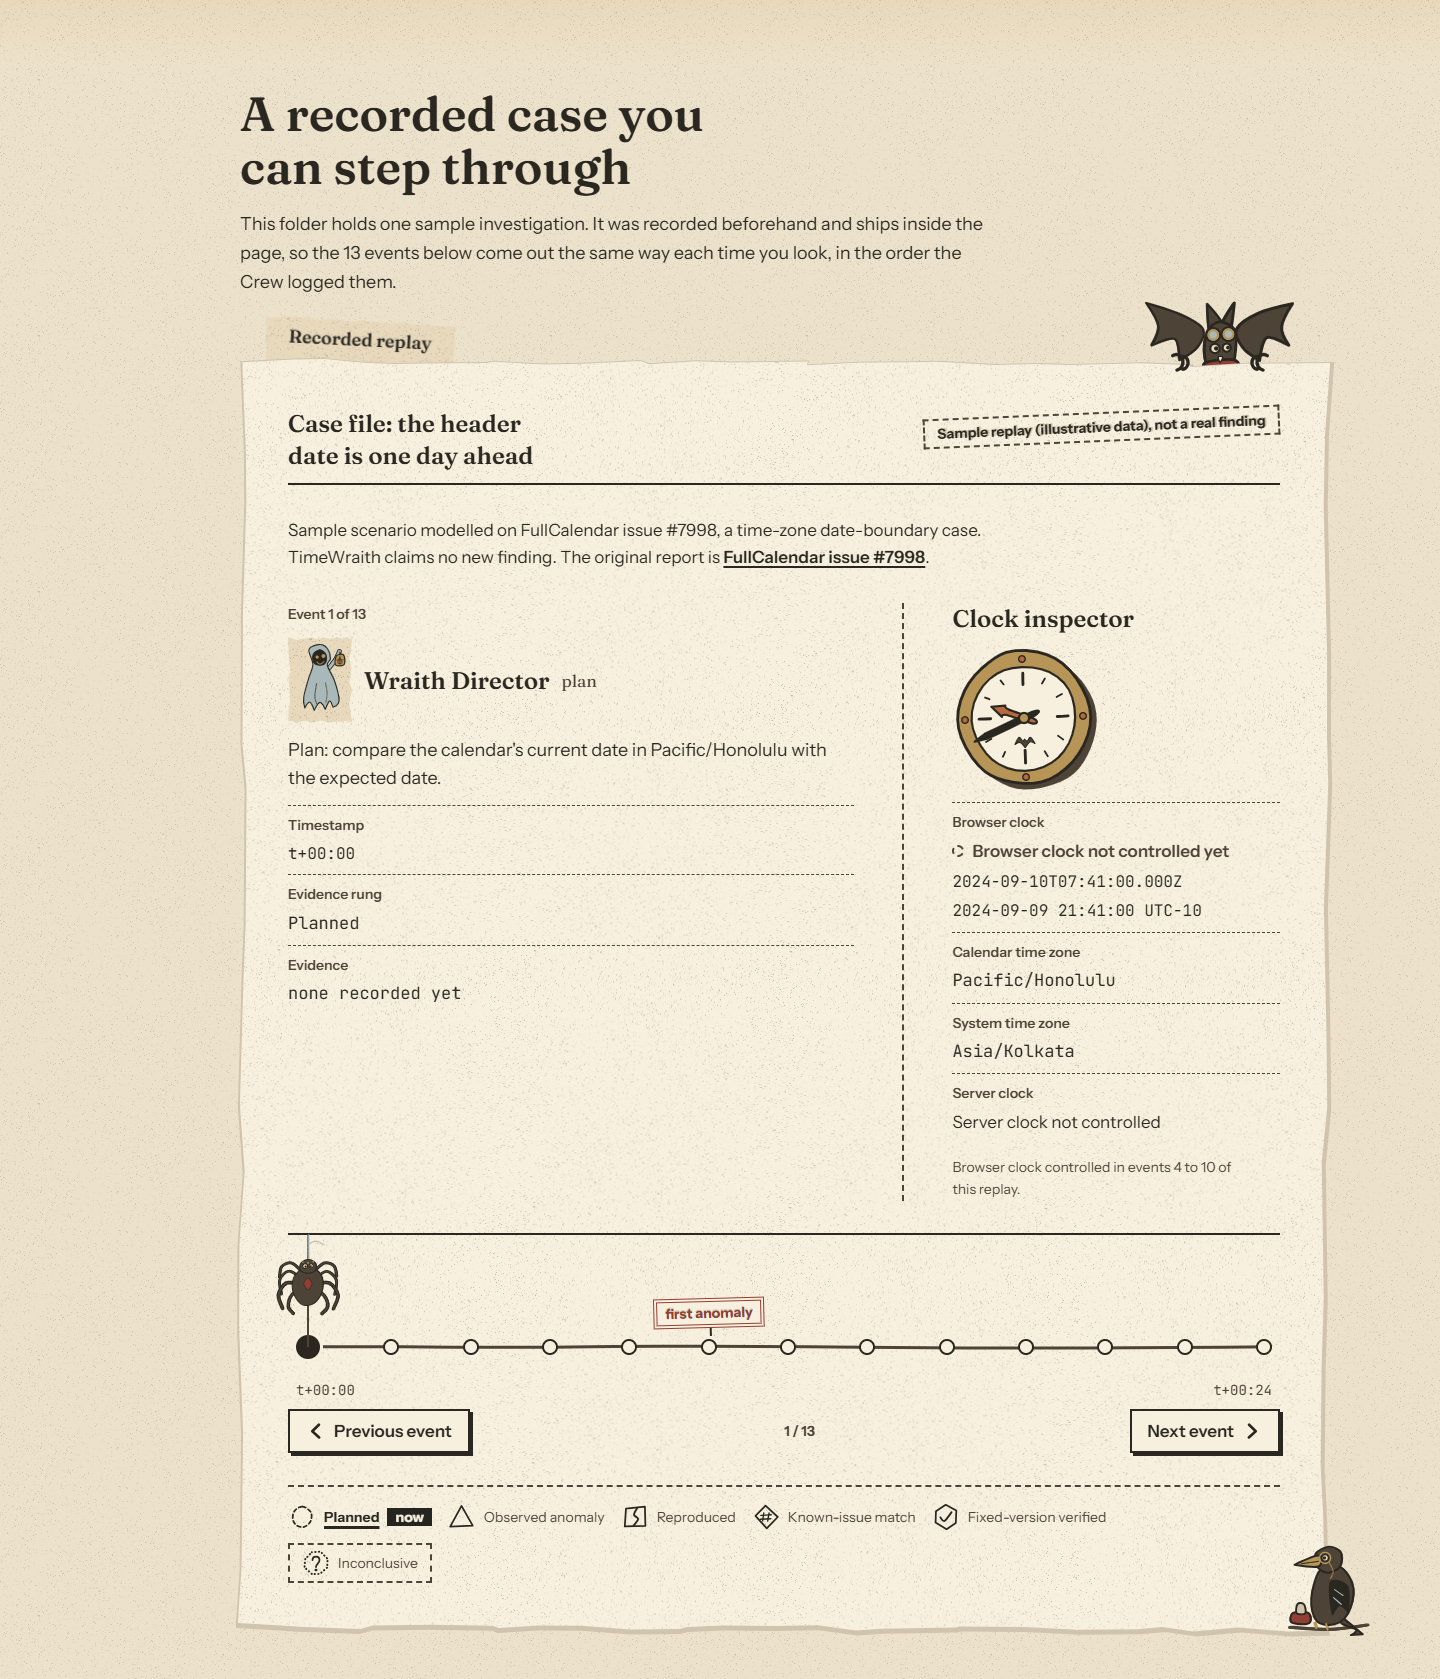 A recorded case you
can step through
This folder holds one sample investigation. It was recorded beforehand and ships inside the
page, so the 13 events below come out the same way each time you look, in the order the
Crew logged them.
Recorded replay
Case file: the header
date is one day ahead
Sample replay (illustrative data), not a real finding
Sample scenario modelled on FullCalendar issue #7998, a time-zone date-boundary case.
TimeWraith claims no new finding. The original report is FullCalendar issue #7998.
Event 1 of 13
Wraith Director plan
Plan: compare the calendar's current date in Pacific/Honolulu with
the expected date.
Timestamp
t+00:00
Evidence rung
Planned
Evidence
none recorded yet
Clock inspector
Browser clock
Browser clock not controlled yet
2024-09-10T07:41:00.000Z
2024-09-09 21:41:00 UTC-10
Calendar time zone
Pacific/Honolulu
System time zone
Asia/Kolkata
Server clock
Server clock not controlled
Browser clock controlled in events 4 to 10 of
this replay.
first anomaly
t+00:00
t+00:24
Previous event
1 / 13
Next event
Planned now
Observed anomaly
Reproduced
# Known-issue match
Fixed-version verified
? Inconclusive